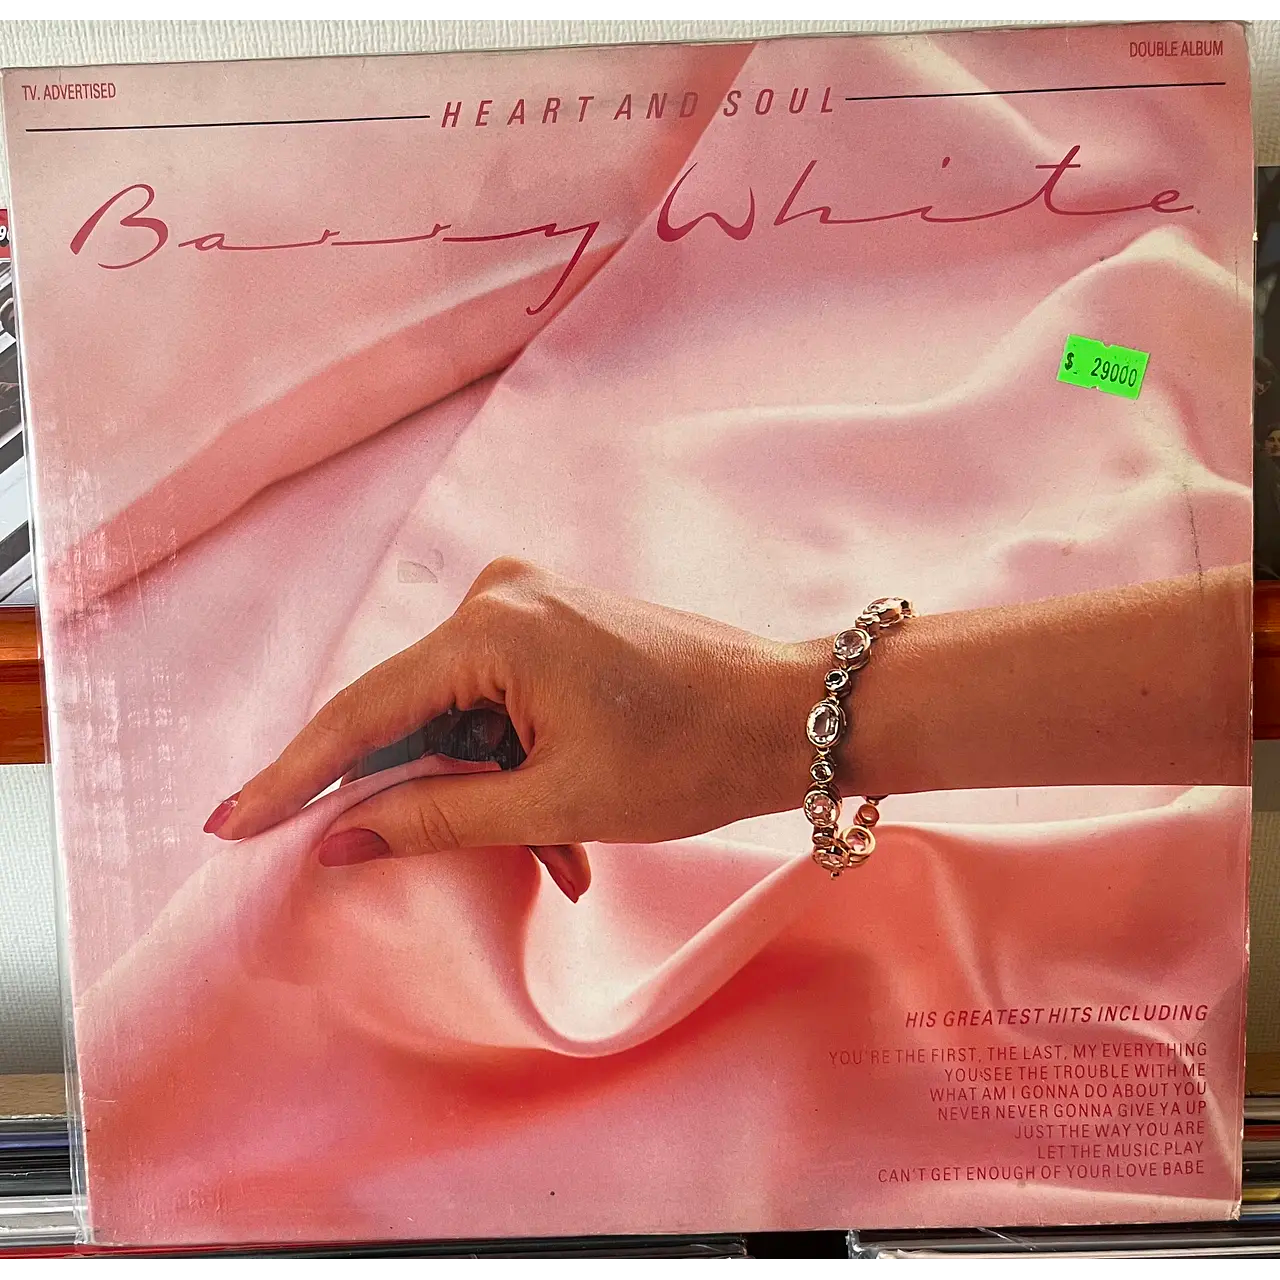 TV. ADVERTISED
DOUBLE ALBUM
HEART AND SOUL
Barry White
$ 29000
HIS GREATEST HITS INCLUDING
YOU'RE THE FIRST, THE LAST, MY EVERYTHING
YOU SEE THE TROUBLE WITH ME
WHAT AM I GONNA DO ABOUT YOU
NEVER NEVER GONNA GIVE YA UP
JUST THE WAY YOU ARE
LET THE MUSIC PLAY
CAN'T GET ENOUGH OF YOUR LOVE BABE